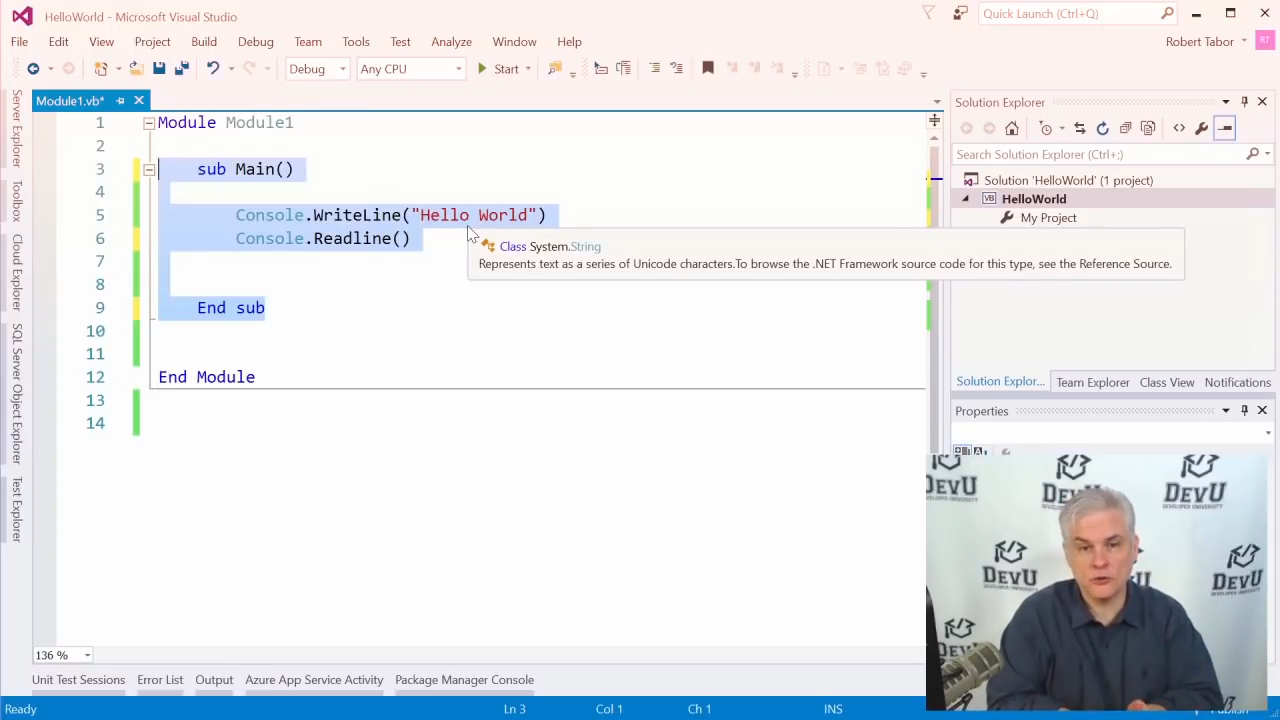 HelloWorld - Microsoft Visual Studio
Quick Launch (Ctrl+Q)
File Edit View Project Build Debug Team Tools Test Analyze Window Help
Robert Tabor RT
Debug Any CPU Start
Module1.vb*
Server Explorer
Toolbox
Cloud Explorer
SQL Server Object Explorer
Test Explorer
1 Module Module1
2
3 sub Main()
4
5 Console.WriteLine("Hello World")
6 Console.Readline()
7
8
9 End sub
10
11
12 End Module
13
14
Class System.String
Represents text as a series of Unicode characters.To browse the .NET Framework source code for this type, see the Reference Source.
Solution Explorer
Search Solution Explorer (Ctrl+;)
Solution 'HelloWorld' (1 project)
VB HelloWorld
My Project
Solution Explor... Team Explorer Class View Notifications
Properties
DEVU DEVU DEVU
DEVELOPER UNIVERSITY
DEVU DEVU
136 %
Unit Test Sessions Error List Output Azure App Service Activity Package Manager Console
Ready Ln 3 Col 1 Ch 1 INS